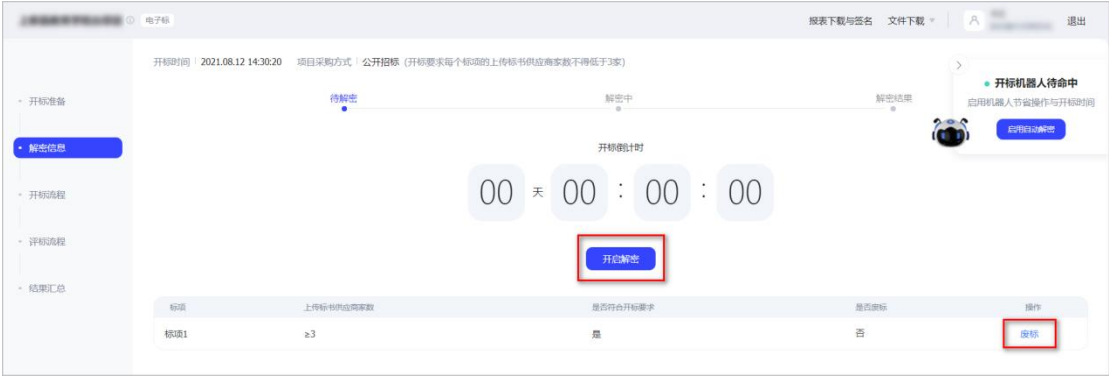 电子标 报表下载与签名 文件下载 退出
开标时间 2021.08.12 14:30:20 项目采购方式 公开招标 (开标要求每个标项的上传标书供应商家数不得低于3家)
开标准备
解密信息
开标流程
评标流程
结果汇总
待解密 解密中 解密结果
开标机器人待命中
启用机器人节省操作与开标时间
启用自动解密
开标倒计时
00 天 00 : 00 : 00
开启解密
标项 上传标书供应商家数 是否符合开标要求 是否废标 操作
标项1 ≥3 是 否 废标